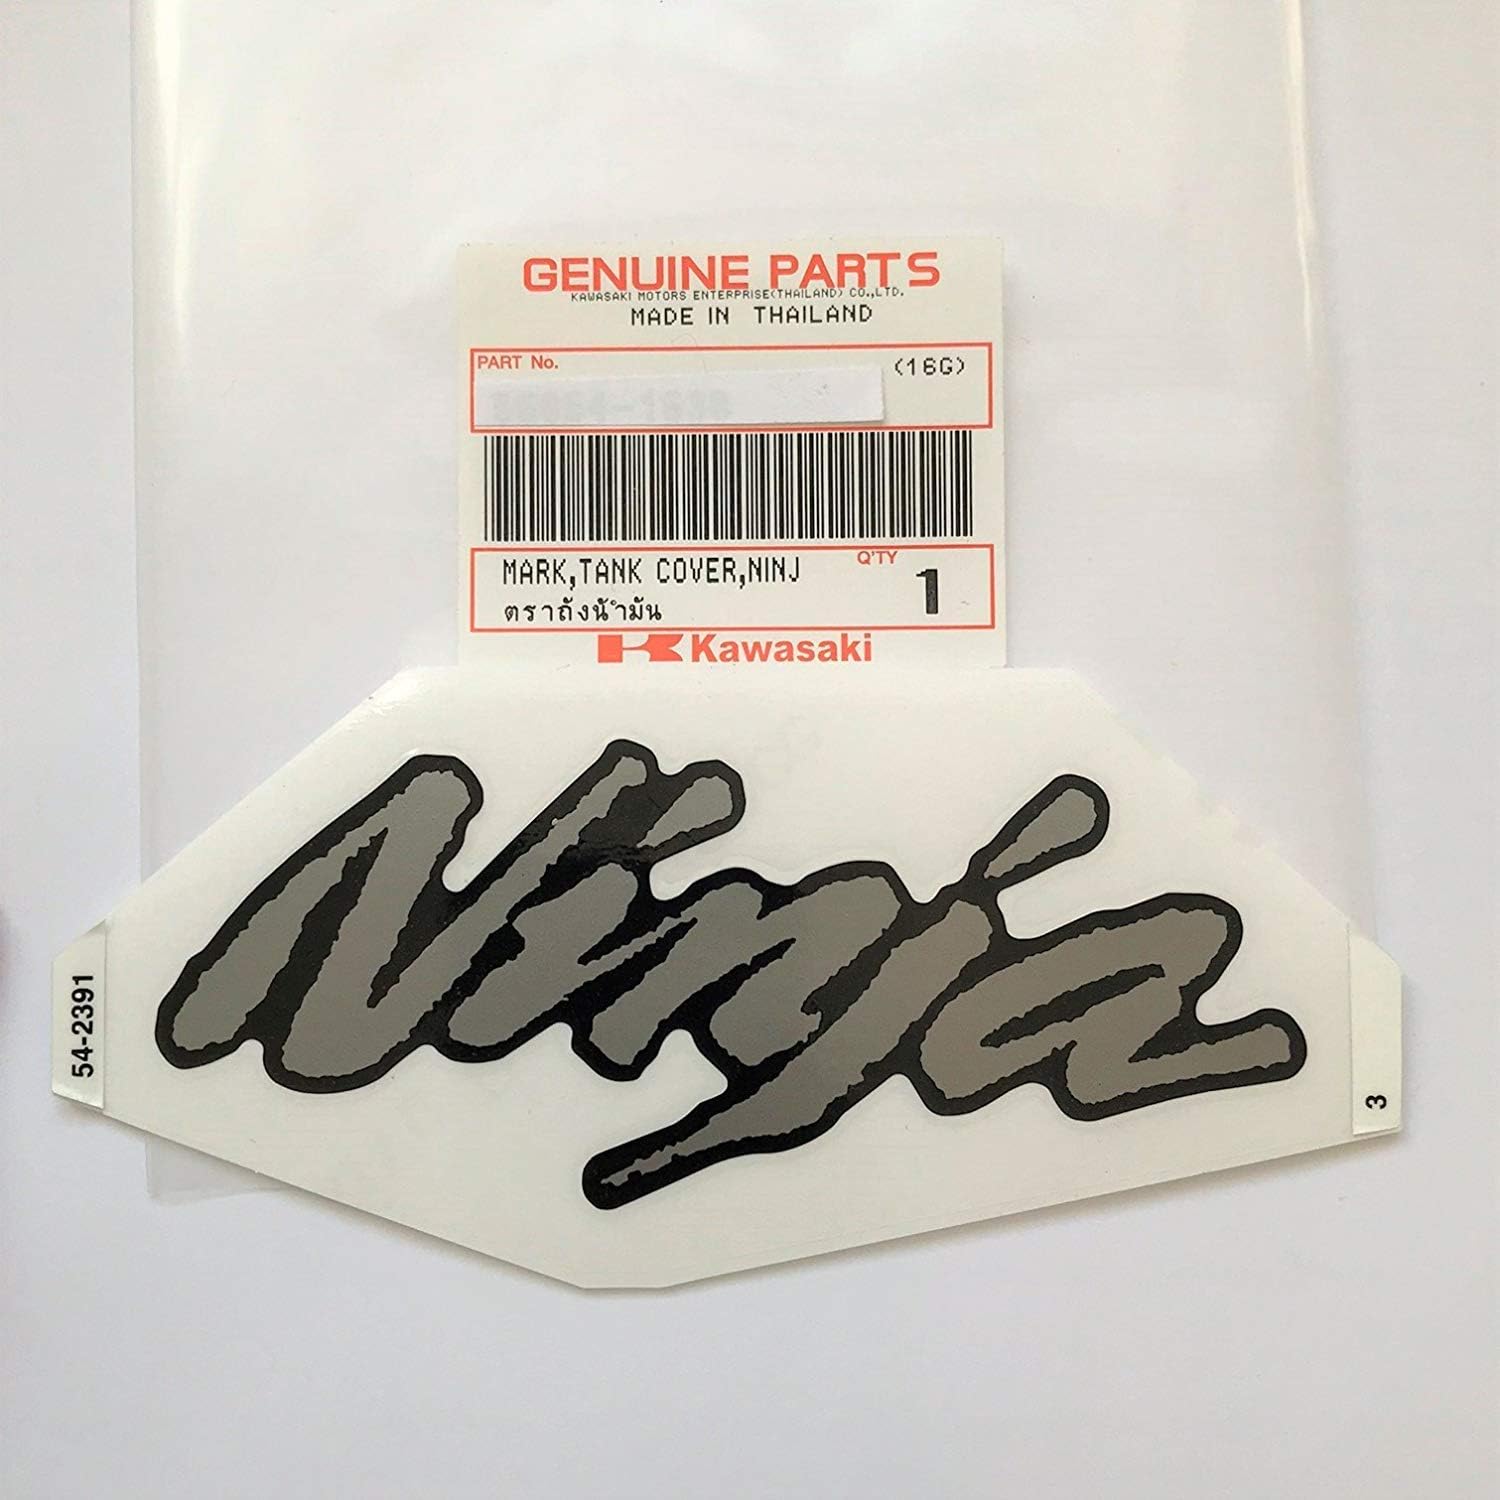 GENUINE PARTS
KAWASAKI MOTORS ENTERPRISE(THAILAND) CO.,LTD.
MADE IN THAILAND
PART No.
(16G)
MARK,TANK COVER,NINJ
Q'TY
1
ตราถังน้ำมัน
Kawasaki
Ninja
54-2391
3